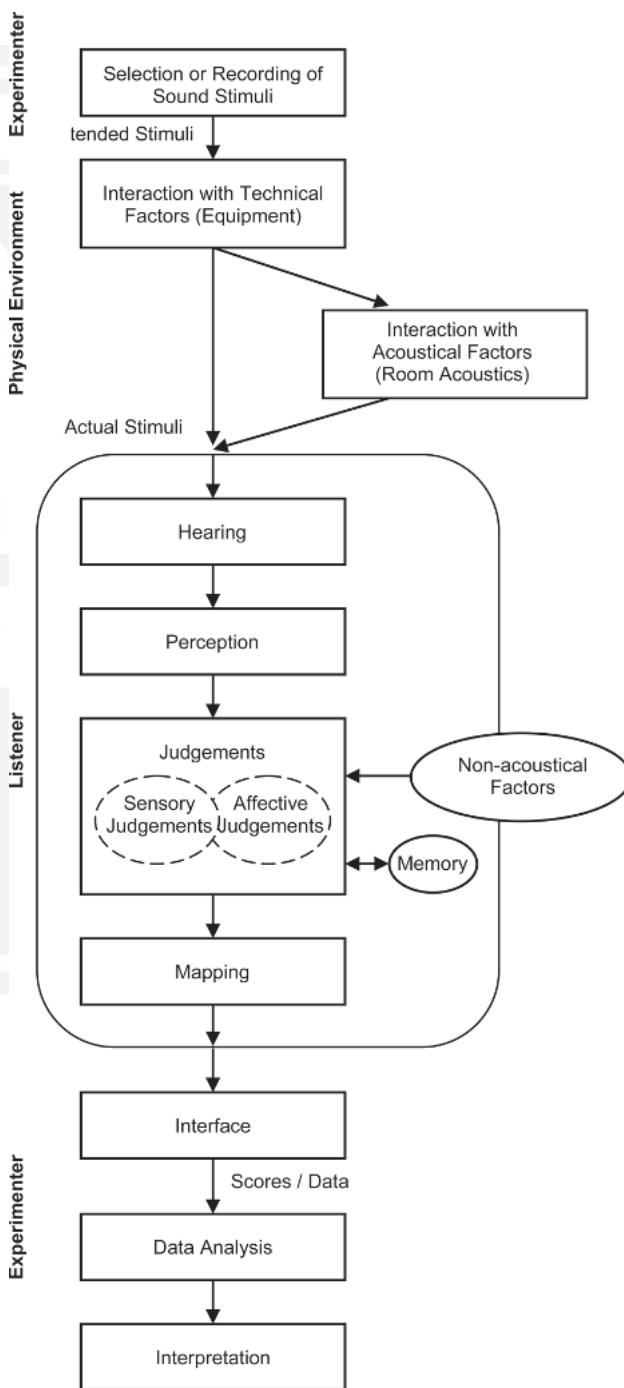 Experimenter
Selection or Recording of
Sound Stimuli
tended Stimuli
Physical Environment
Interaction with Technical
Factors (Equipment)
Interaction with
Acoustical Factors
(Room Acoustics)
Actual Stimuli
Listener
Hearing
Perception
Judgements
Sensory
Judgements
Affective
Judgements
Non-acoustical
Factors
Memory
Mapping
Experimenter
Interface
Scores / Data
Data Analysis
Interpretation